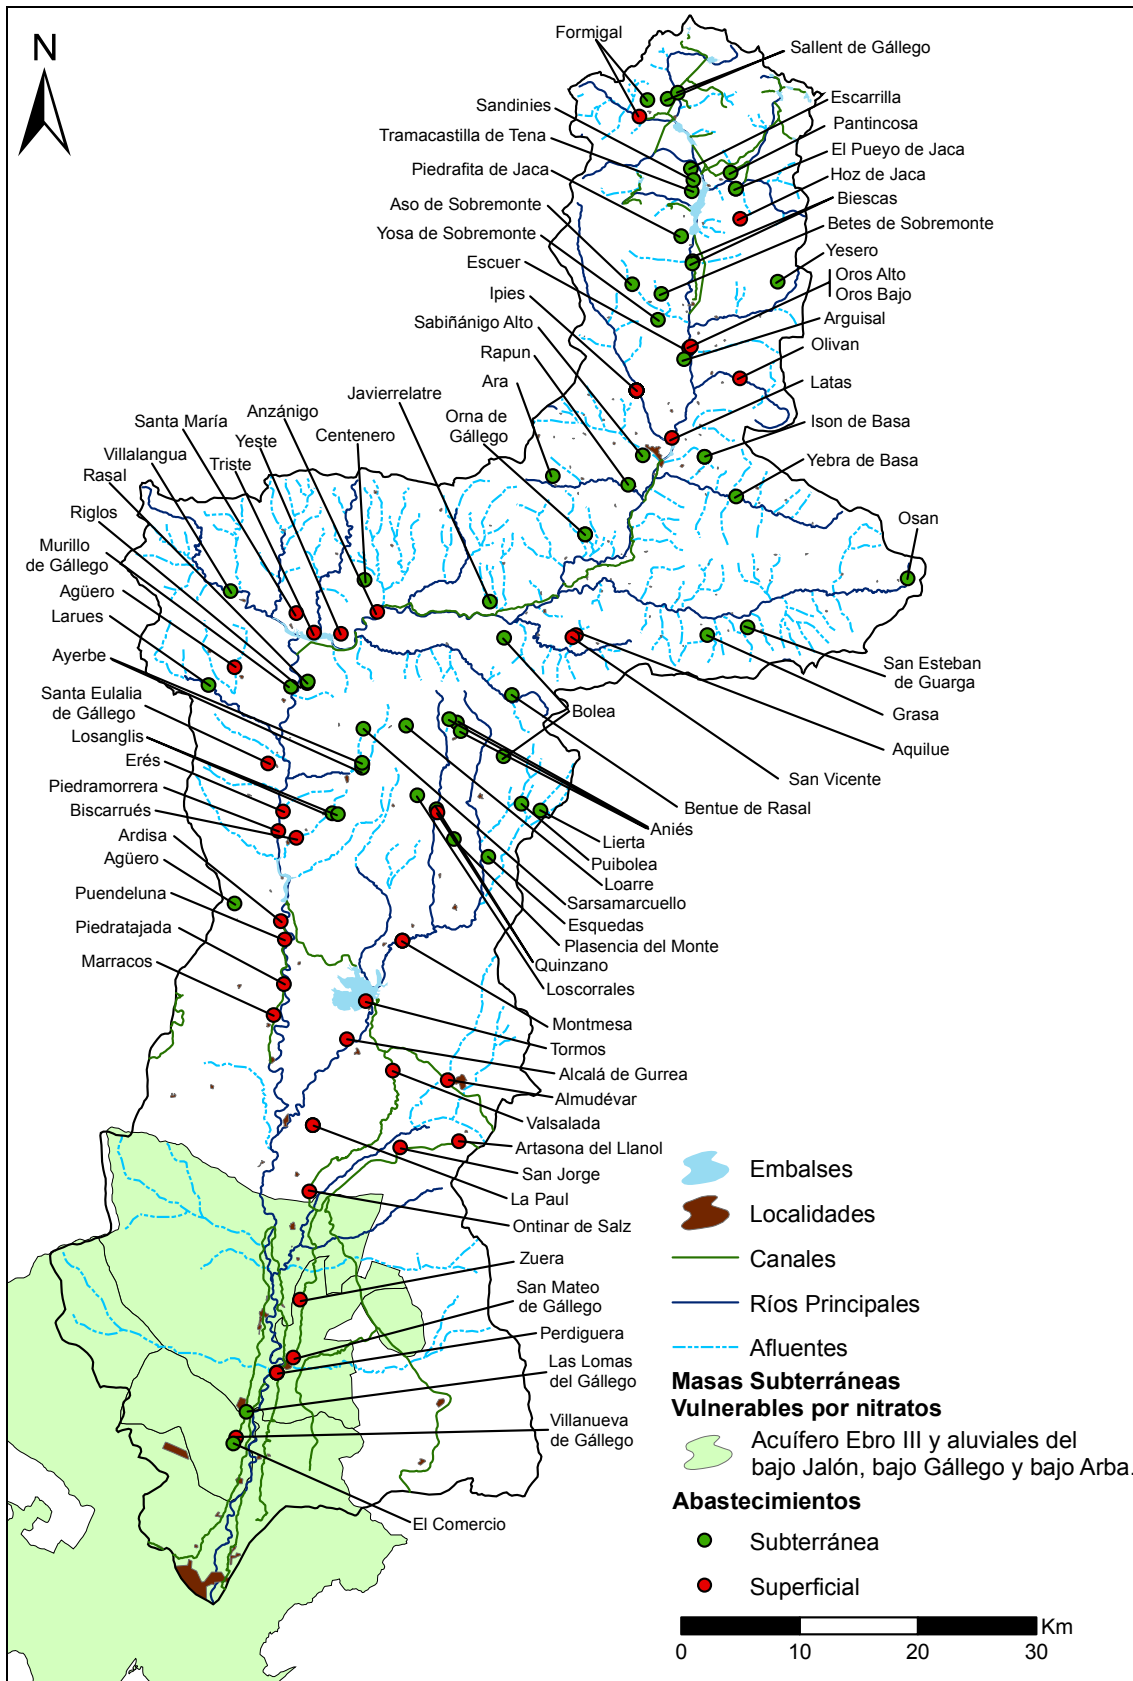 N
Formigal
Sallent de Gállego
Sandinies
Escarrilla
Tramacastilla de Tena
Pantincosa
Piedrafita de Jaca
El Pueyo de Jaca
Hoz de Jaca
Aso de Sobremonte
Biescas
Yosa de Sobremonte
Betes de Sobremonte
Escuer
Yesero
Oros Alto
Oros Bajo
Ipies
Arguisal
Sabiñánigo Alto
Olivan
Rapun
Latas
Ara
Javierrelatre
Orna de
Gállego
Ison de Basa
Anzánigo
Centenero
Santa María
Yeste
Yebra de Basa
Villalangua
Triste
Rasal
Osan
Riglos
Murillo
de Gállego
Agüero
Larues
Ayerbe
San Esteban
de Guarga
Santa Eulalia
de Gállego
Bolea
Grasa
Losanglis
Aquilue
Erés
San Vicente
Piedramorrera
Bentue de Rasal
Biscarrués
Aniés
Ardisa
Lierta
Agüero
Puibolea
Puendeluna
Loarre
Sarsamarcuello
Piedratajada
Esquedas
Plasencia del Monte
Marracos
Quinzano
Loscorrales
Montmesa
Tormos
Alcalá de Gurrea
Almudévar
Valsalada
Artasona del Llanol
San Jorge
La Paul
Ontinar de Salz
Zuera
San Mateo
de Gállego
Perdiguera
Las Lomas
del Gállego
Villanueva
de Gállego
El Comercio
Embalses
Localidades
Canales
Ríos Principales
Afluentes
Masas Subterráneas
Vulnerables por nitratos
Acuífero Ebro III y aluviales del
bajo Jalón, bajo Gállego y bajo Arba.
Abastecimientos
Subterránea
Superficial
Km
0 10 20 30